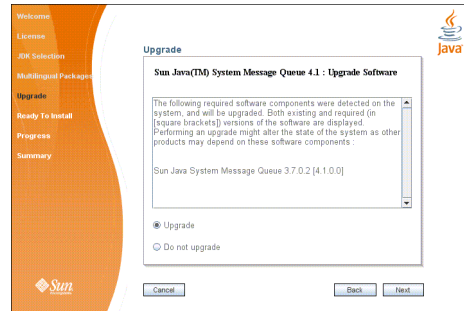 Welcome
License
JDK Selection
Multilingual Packages
Upgrade
Ready To Install
Progress
Summary
Sun
Java
Upgrade
Sun Java(TM) System Message Queue 4.1 : Upgrade Software
The following required software components were detected on the
system, and will be upgraded. Both existing and required (in
[square brackets]) versions of the software are displayed.
Performing an upgrade might alter the state of the system as other
products may depend on these software components :
Sun Java System Message Queue 3.7.0.2 [4.1.0.0]
Upgrade
Do not upgrade
Cancel
Back
Next